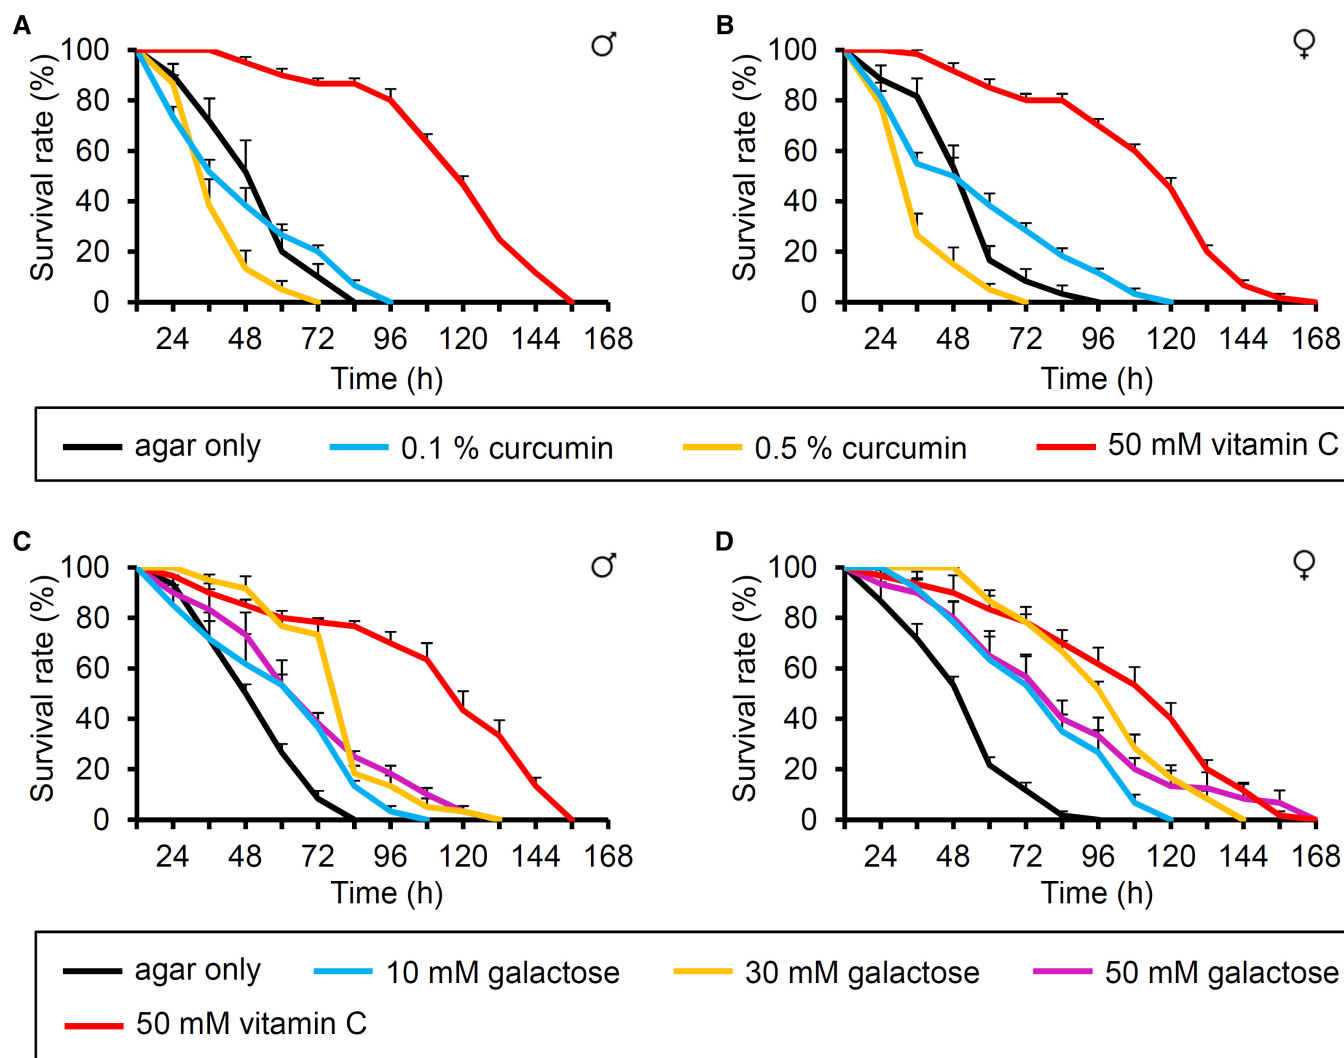 A
♂
Survival rate (%)
100
80
60
40
20
0
24 48 72 96 120 144 168
Time (h)
B
♀
Survival rate (%)
100
80
60
40
20
0
24 48 72 96 120 144 168
Time (h)
agar only 0.1 % curcumin 0.5 % curcumin 50 mM vitamin C
C
♂
Survival rate (%)
100
80
60
40
20
0
24 48 72 96 120 144 168
Time (h)
D
♀
Survival rate (%)
100
80
60
40
20
0
24 48 72 96 120 144 168
Time (h)
agar only 10 mM galactose 30 mM galactose 50 mM galactose
50 mM vitamin C